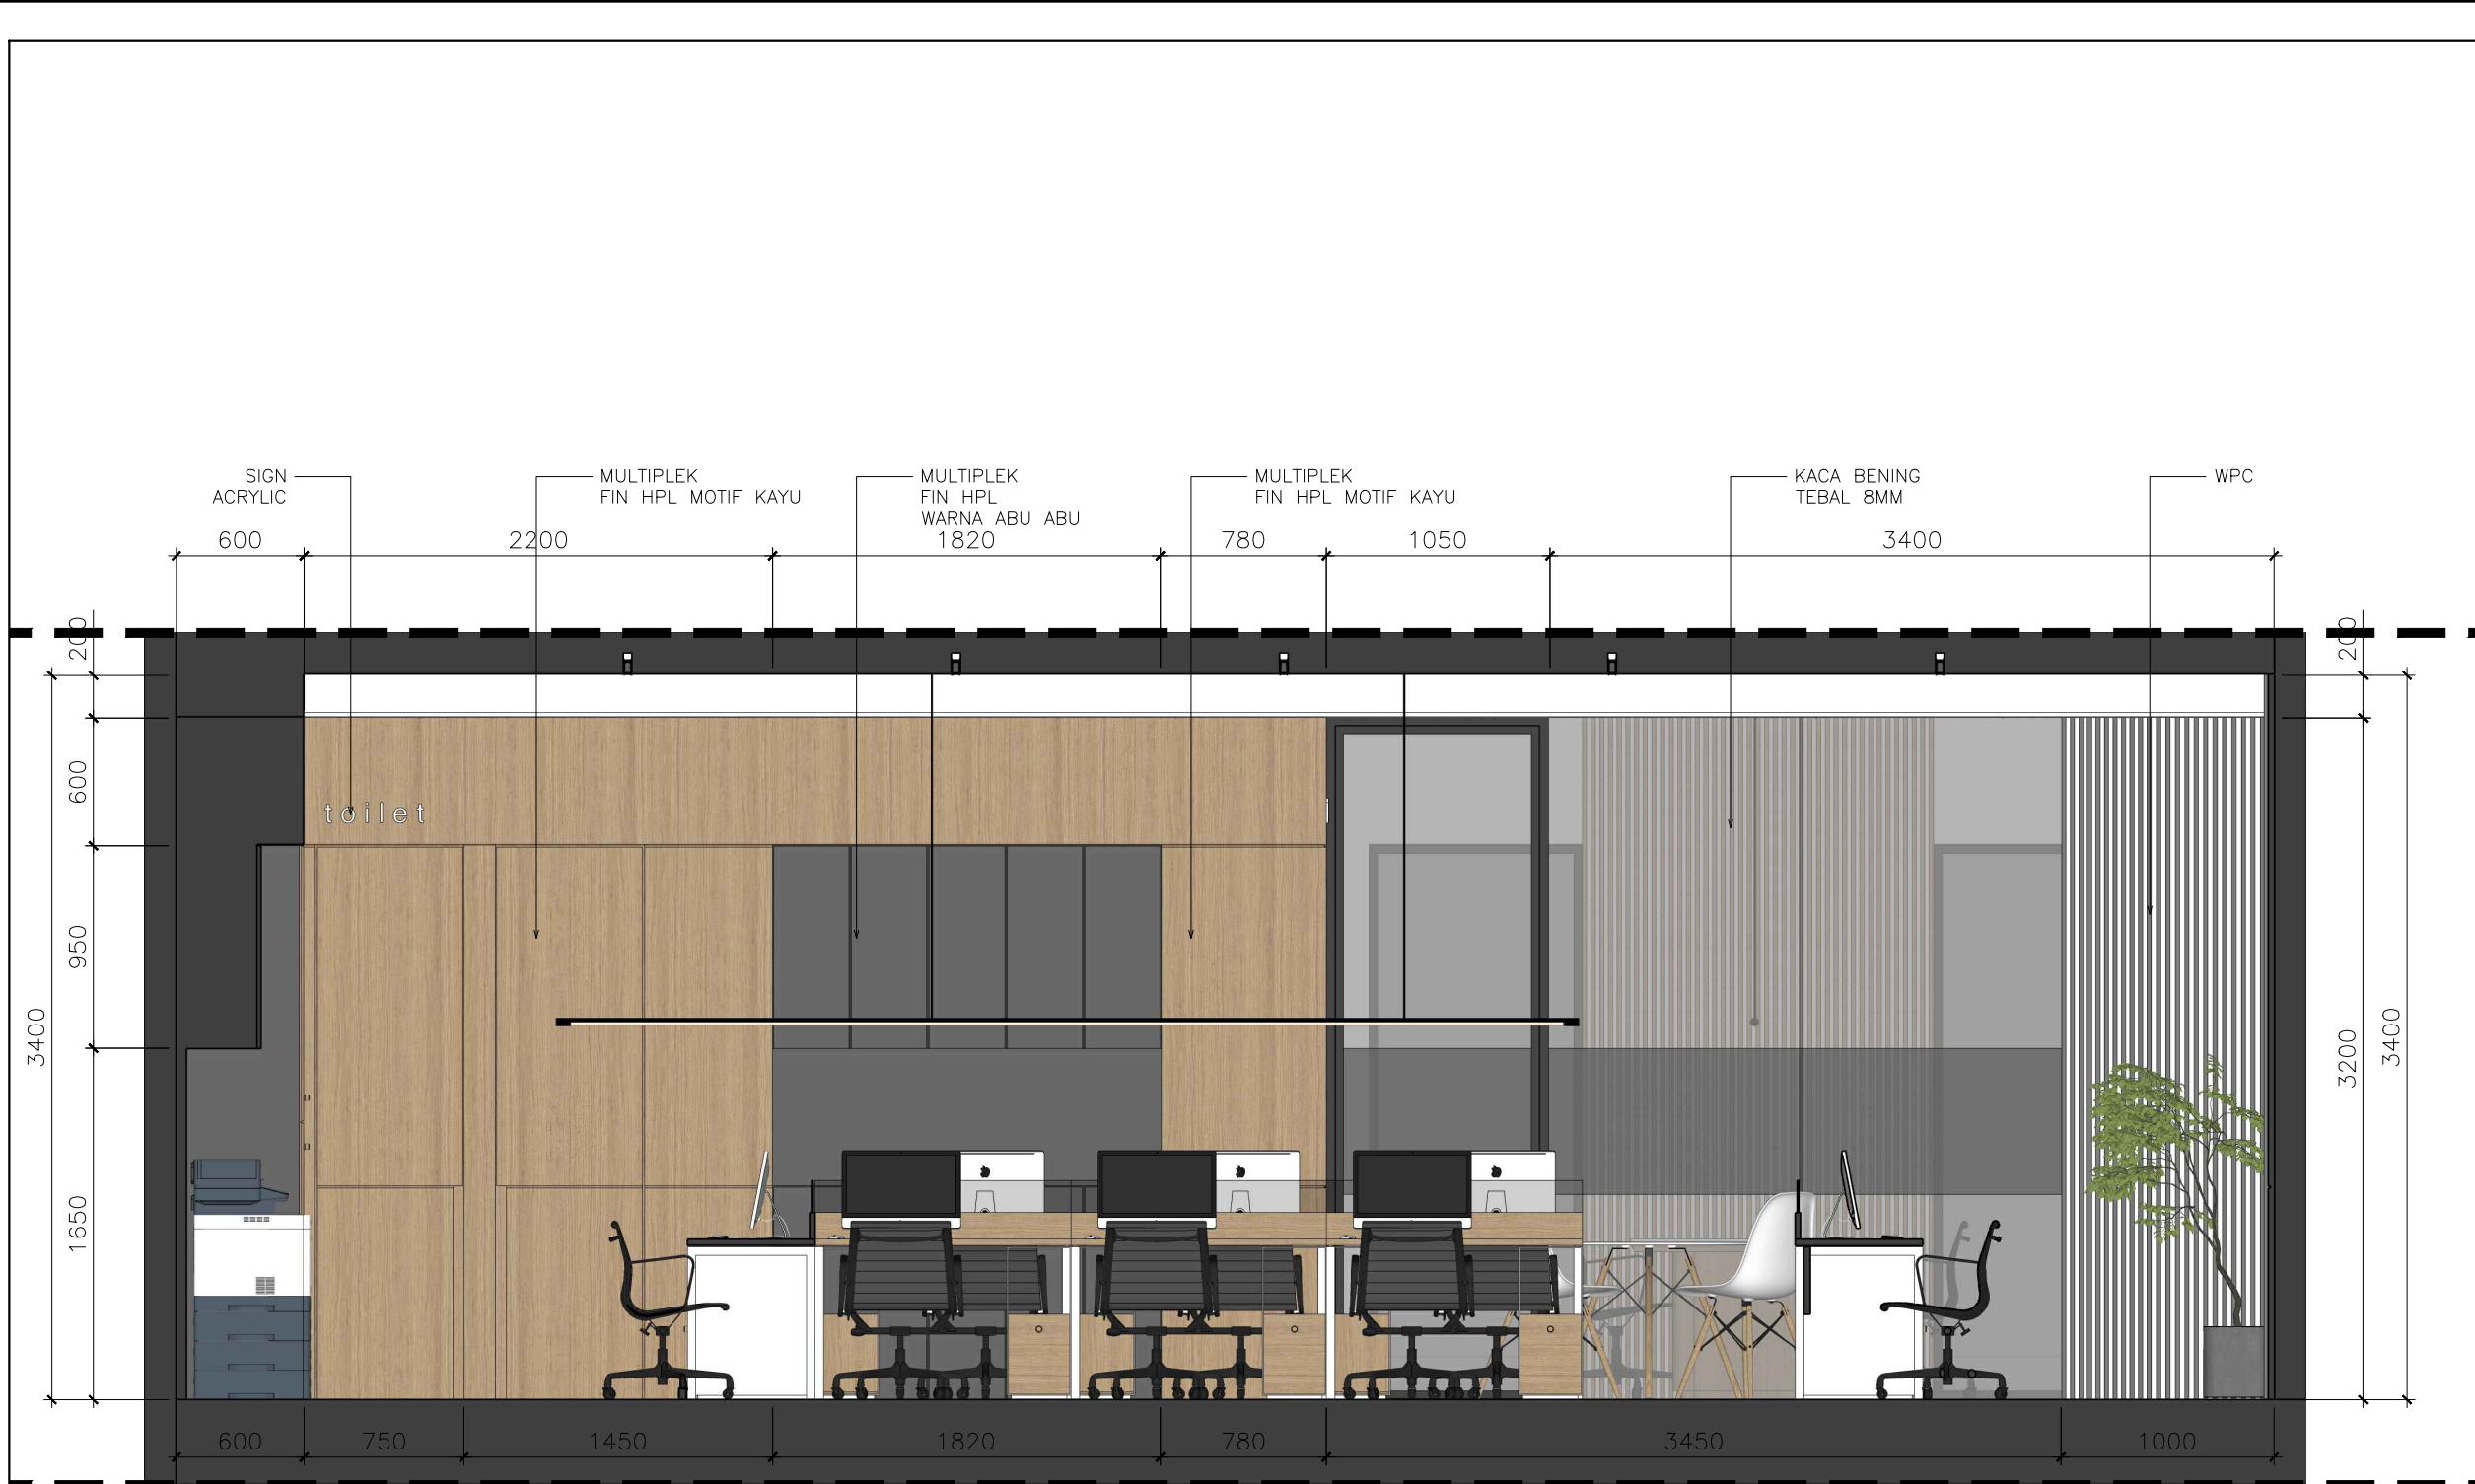 SIGN
ACRYLIC
MULTIPLEK
FIN HPL MOTIF KAYU
MULTIPLEK
FIN HPL
WARNA ABU ABU
MULTIPLEK
FIN HPL MOTIF KAYU
KACA BENING
TEBAL 8MM
WPC
600
2200
1820
780
1050
3400
200
600
950
1650
3400
toilet
200
3200
3400
600
750
1450
1820
780
3450
1000